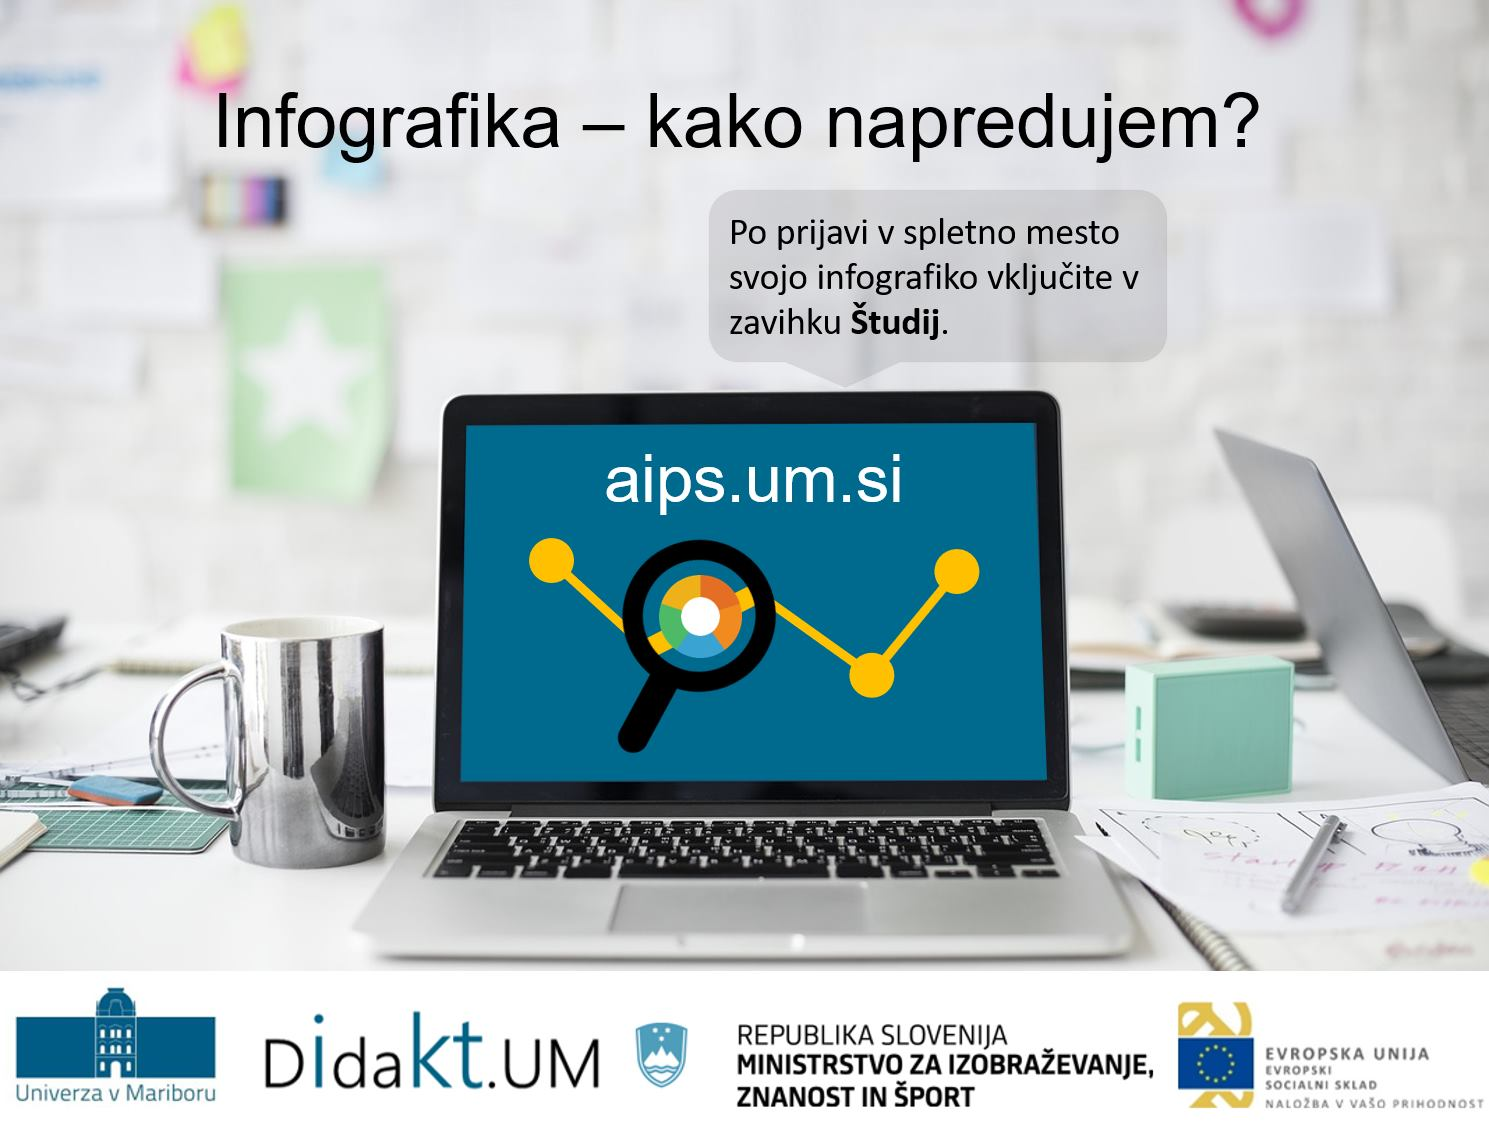 Infografika – kako napredujem?
Po prijavi v spletno mesto
svojo infografiko vključite v
zavihku Študij.
aips.um.si
Univerza v Mariboru
Didakt.UM
REPUBLIKA SLOVENIJA
MINISTRSTVO ZA IZOBRAŽEVANJE,
ZNANOST IN ŠPORT
EVROPSKA UNIJA
EVROPSKI
SOCIALNI SKLAD
NALOŽBA V VAŠO PRIHODNOST